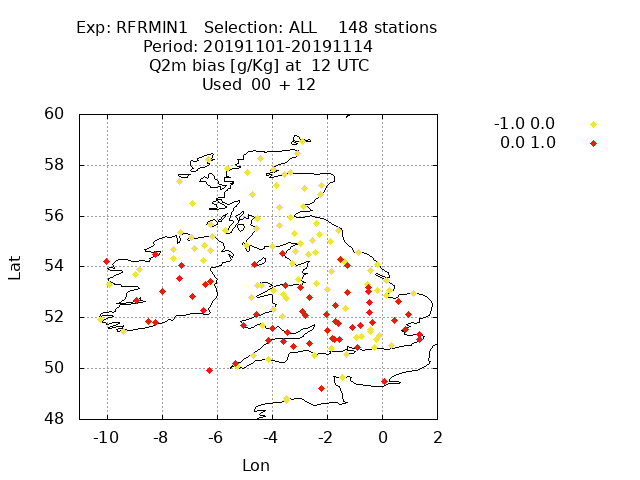 Exp: RFRMIN1 Selection: ALL 148 stations
Period: 20191101-20191114
Q2m bias [g/Kg] at 12 UTC
Used 00 + 12
-1.0 0.0
0.0 1.0
60
58
56
54
52
50
48
Lat
-10 -8 -6 -4 -2 0 2
Lon